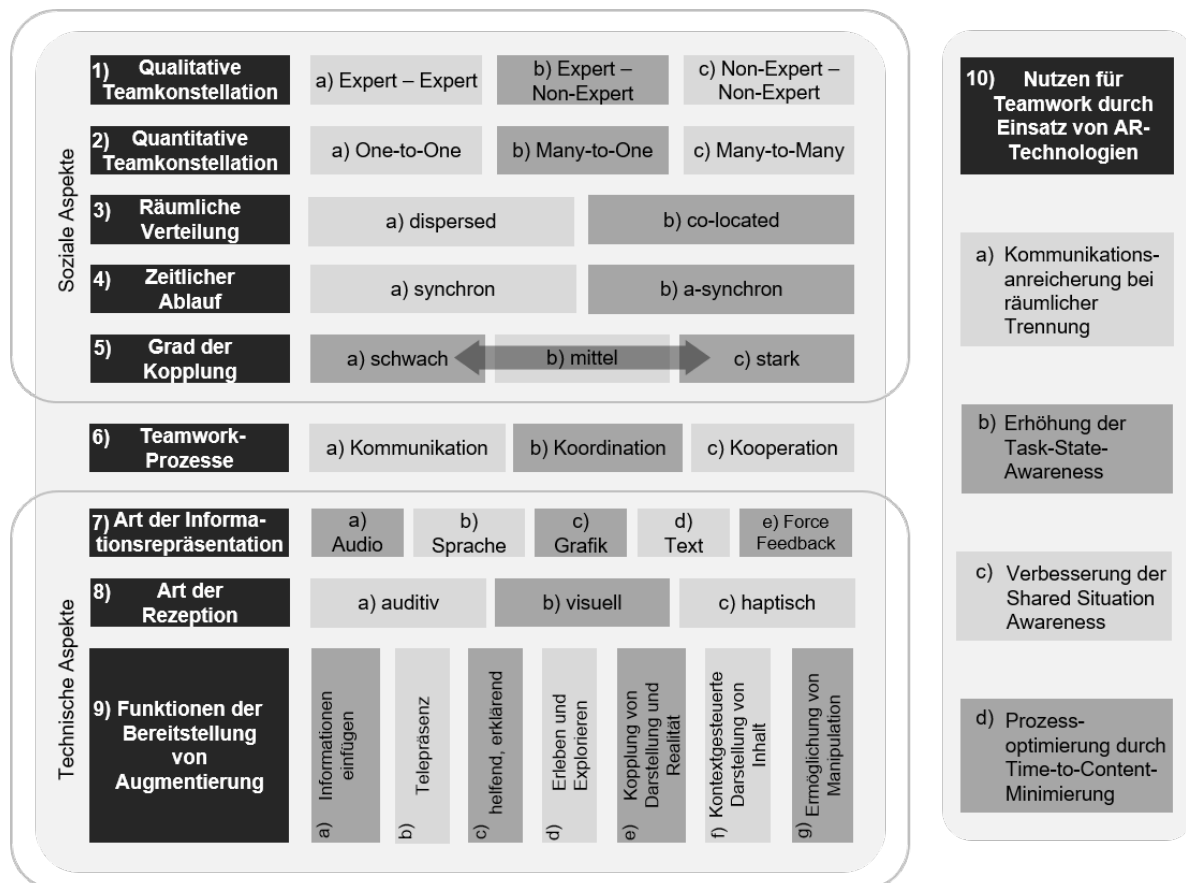 Soziale Aspekte
1) Qualitative
Teamkonstellation
a) Expert – Expert
b) Expert –
Non-Expert
c) Non-Expert –
Non-Expert
2) Quantitative
Teamkonstellation
a) One-to-One
b) Many-to-One
c) Many-to-Many
3) Räumliche
Verteilung
a) dispersed
b) co-located
4) Zeitlicher
Ablauf
a) synchron
b) a-synchron
5) Grad der
Kopplung
a) schwach
b) mittel
c) stark
6) Teamwork-
Prozesse
a) Kommunikation
b) Koordination
c) Kooperation
Technische Aspekte
7) Art der Informa-
tionsrepräsentation
a)
Audio
b)
Sprache
c)
Grafik
d)
Text
e) Force
Feedback
8) Art der
Rezeption
a) auditiv
b) visuell
c) haptisch
9) Funktionen der
Bereitstellung
von
Augmentierung
a) Informationen
einfügen
b) Telepräsenz
c) helfend, erklärend
d) Erleben und
Explorieren
e) Kopplung von
Darstellung und
Realität
f) Kontextgesteuerte
Darstellung von
Inhalt
g) Ermöglichung von
Manipulation
10) Nutzen für
Teamwork durch
Einsatz von AR-
Technologien
a) Kommunikations-
anreicherung bei
räumlicher
Trennung
b) Erhöhung der
Task-State-
Awareness
c) Verbesserung der
Shared Situation
Awareness
d) Prozess-
optimierung durch
Time-to-Content-
Minimierung